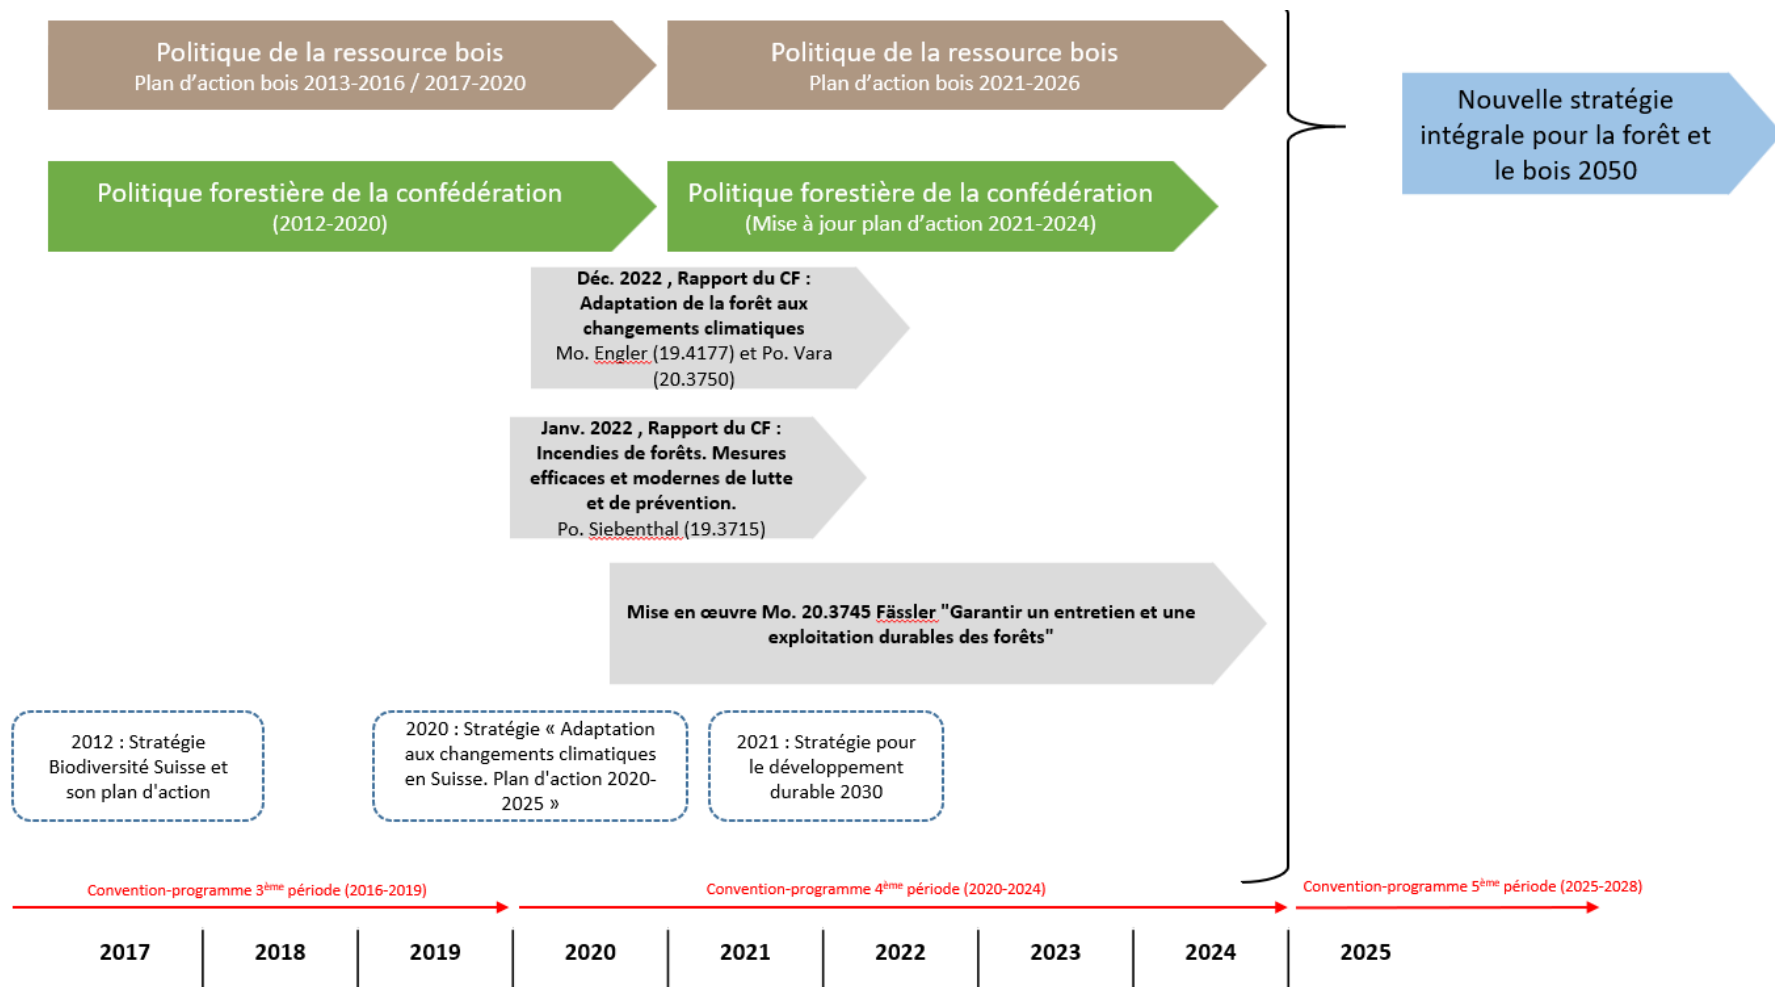 Politique de la ressource bois
Plan d'action bois 2013-2016 / 2017-2020
Politique de la ressource bois
Plan d'action bois 2021-2026
Nouvelle stratégie
intégrale pour la forêt et
le bois 2050
Politique forestière de la confédération
(2012-2020)
Politique forestière de la confédération
(Mise à jour plan d'action 2021-2024)
Déc. 2022 , Rapport du CF :
Adaptation de la forêt aux
changements climatiques
Mo. Engler (19.4177) et Po. Vara
(20.3750)
Janv. 2022 , Rapport du CF :
Incendies de forêts. Mesures
efficaces et modernes de lutte
et de prévention.
Po. Siebenthal (19.3715)
Mise en œuvre Mo. 20.3745 Fässler "Garantir un entretien et une
exploitation durables des forêts"
2012 : Stratégie
Biodiversité Suisse et
son plan d'action
2020 : Stratégie « Adaptation
aux changements climatiques
en Suisse. Plan d'action 2020-
2025 »
2021 : Stratégie pour
le développement
durable 2030
Convention-programme 3ème période (2016-2019)
Convention-programme 4ème période (2020-2024)
Convention-programme 5ème période (2025-2028)
2017
2018
2019
2020
2021
2022
2023
2024
2025